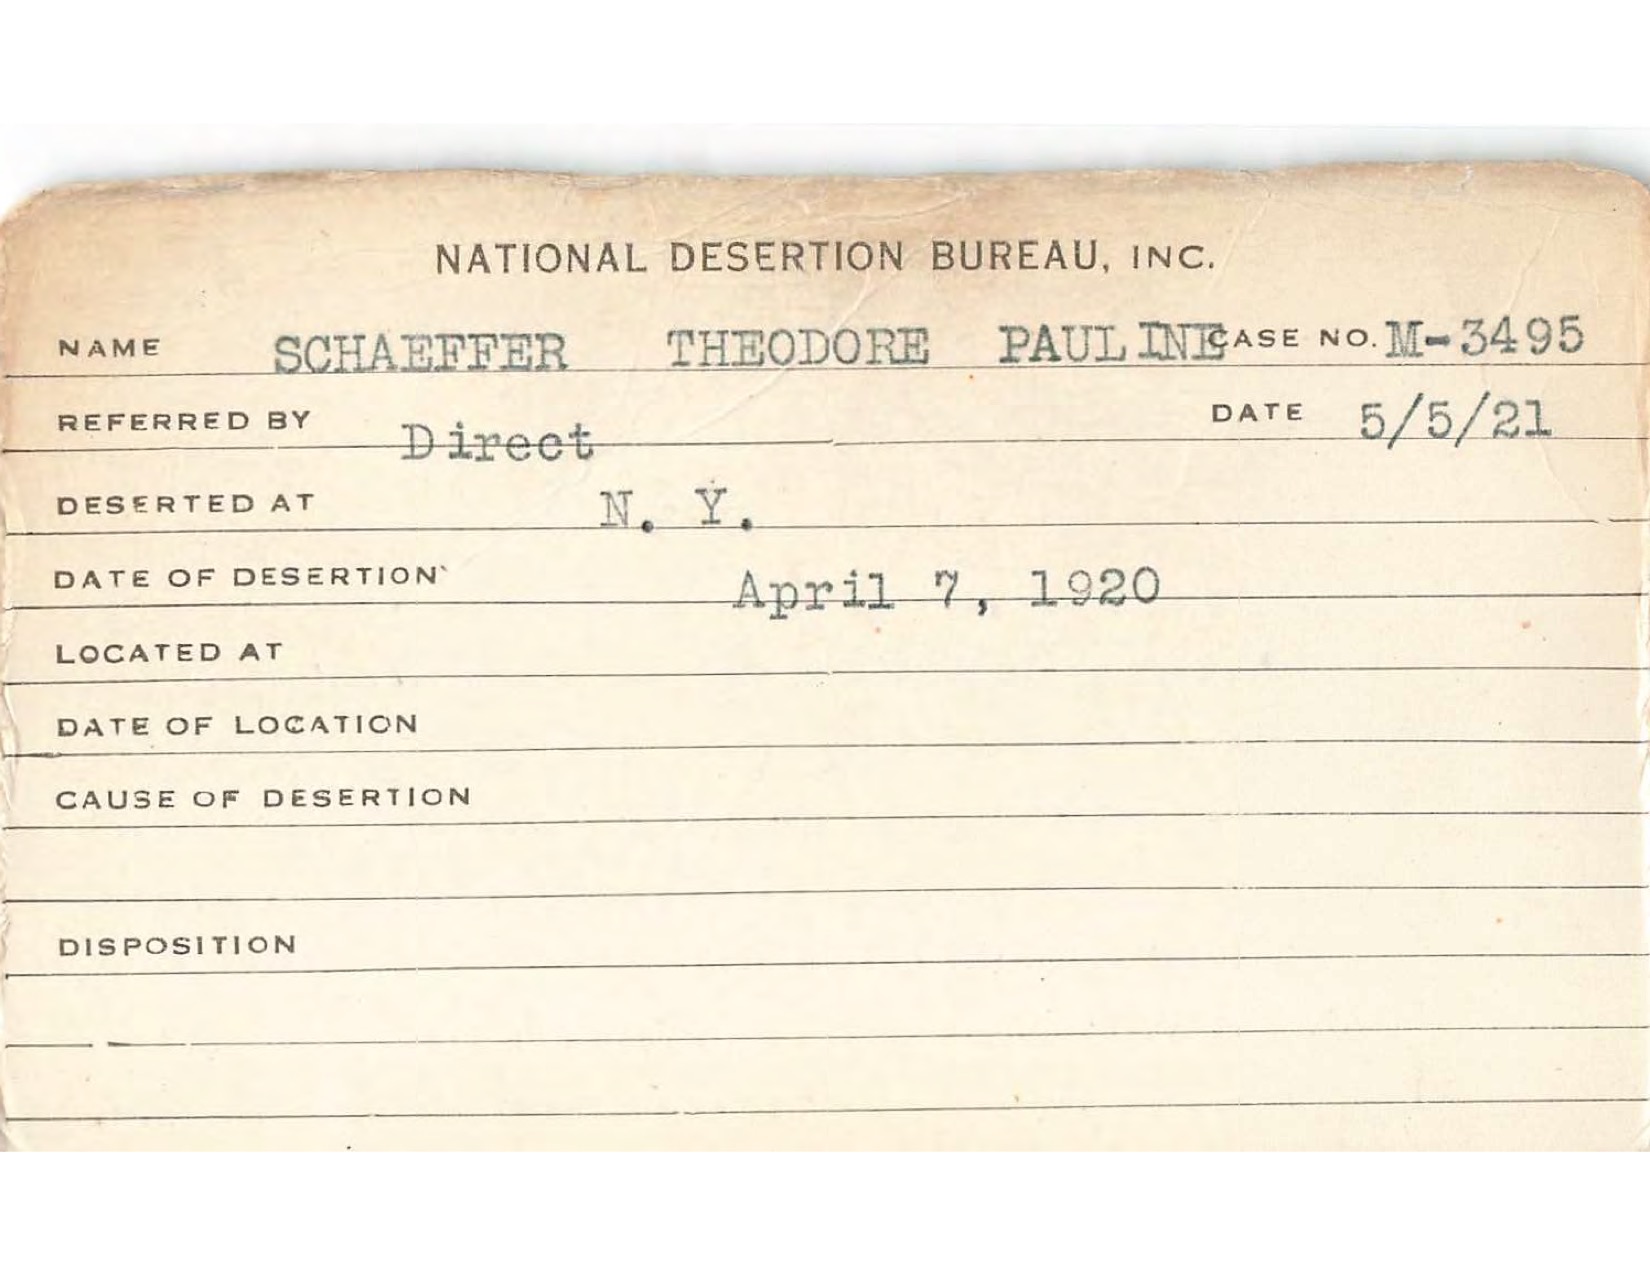 NATIONAL DESERTION BUREAU, INC.
NAME SCHAEFFER THEODORE PAULINE CASE NO. M-3495
REFERRED BY Direct DATE 5/5/21
DESERTED AT N. Y.
DATE OF DESERTION April 7, 1920
LOCATED AT
DATE OF LOCATION
CAUSE OF DESERTION
DISPOSITION